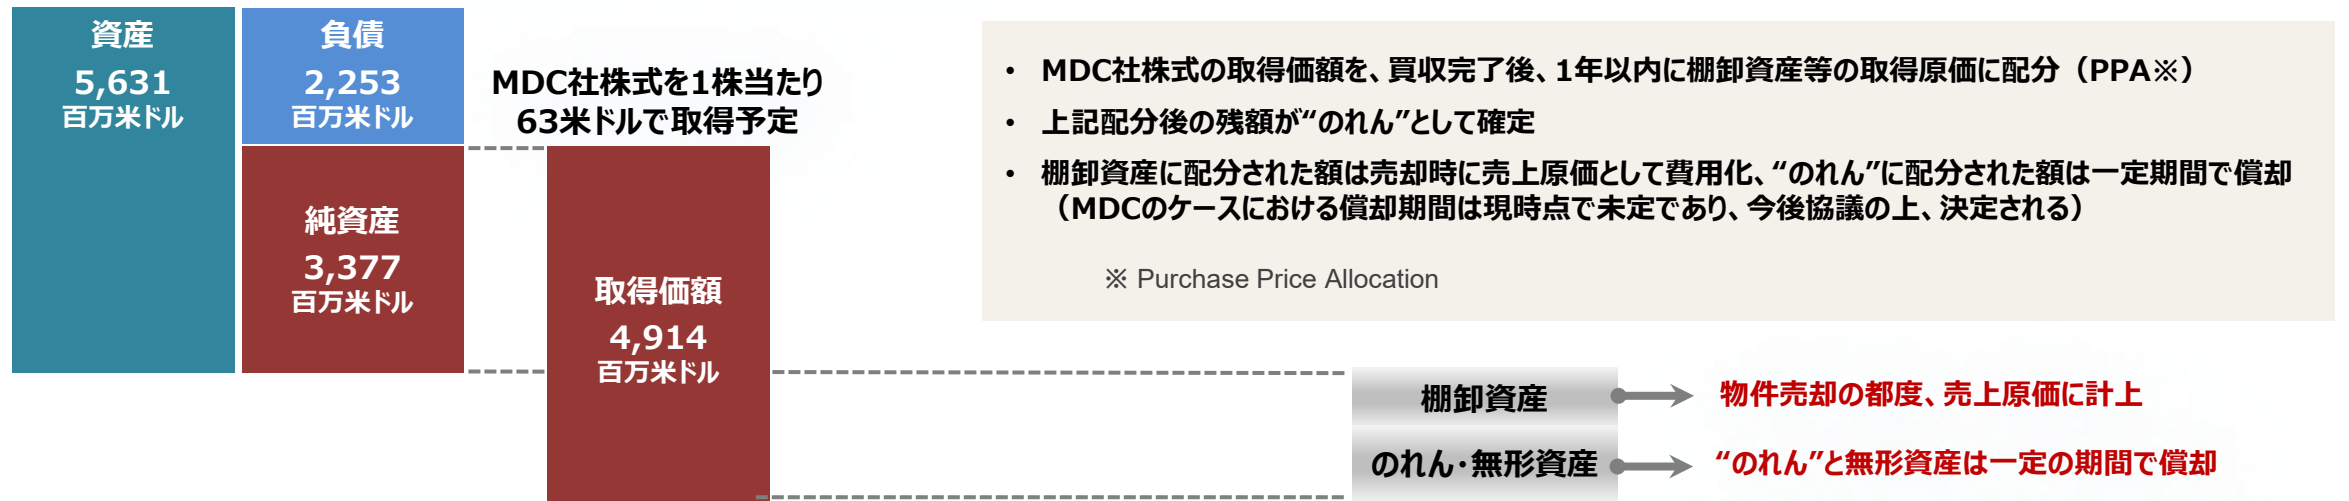 資産
5,631
百万米ドル
負債
2,253
百万米ドル
純資産
3,377
百万米ドル
MDC社株式を1株当たり
63米ドルで取得予定
取得価額
4,914
百万米ドル
• MDC社株式の取得価額を、買収完了後、1年以内に棚卸資産等の取得原価に配分（PPA※）
• 上記配分後の残額が“のれん”として確定
• 棚卸資産に配分された額は売却時に売上原価として費用化、“のれん”に配分された額は一定期間で償却
（MDCのケースにおける償却期間は現時点で未定であり、今後協議の上、決定される）
※ Purchase Price Allocation
棚卸資産
物件売却の都度、売上原価に計上
のれん・無形資産
“のれん”と無形資産は一定の期間で償却